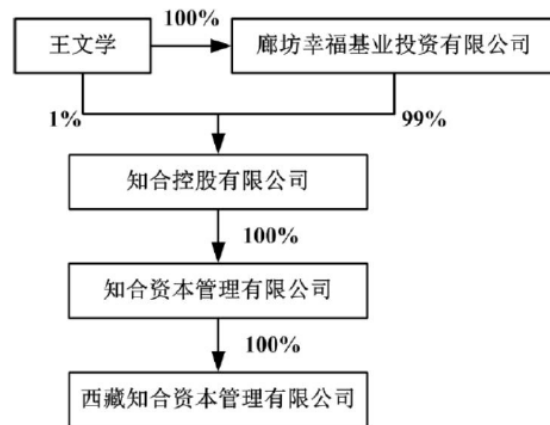 100%
王文学
廊坊幸福基业投资有限公司
1%
99%
知合控股有限公司
100%
知合资本管理有限公司
100%
西藏知合资本管理有限公司